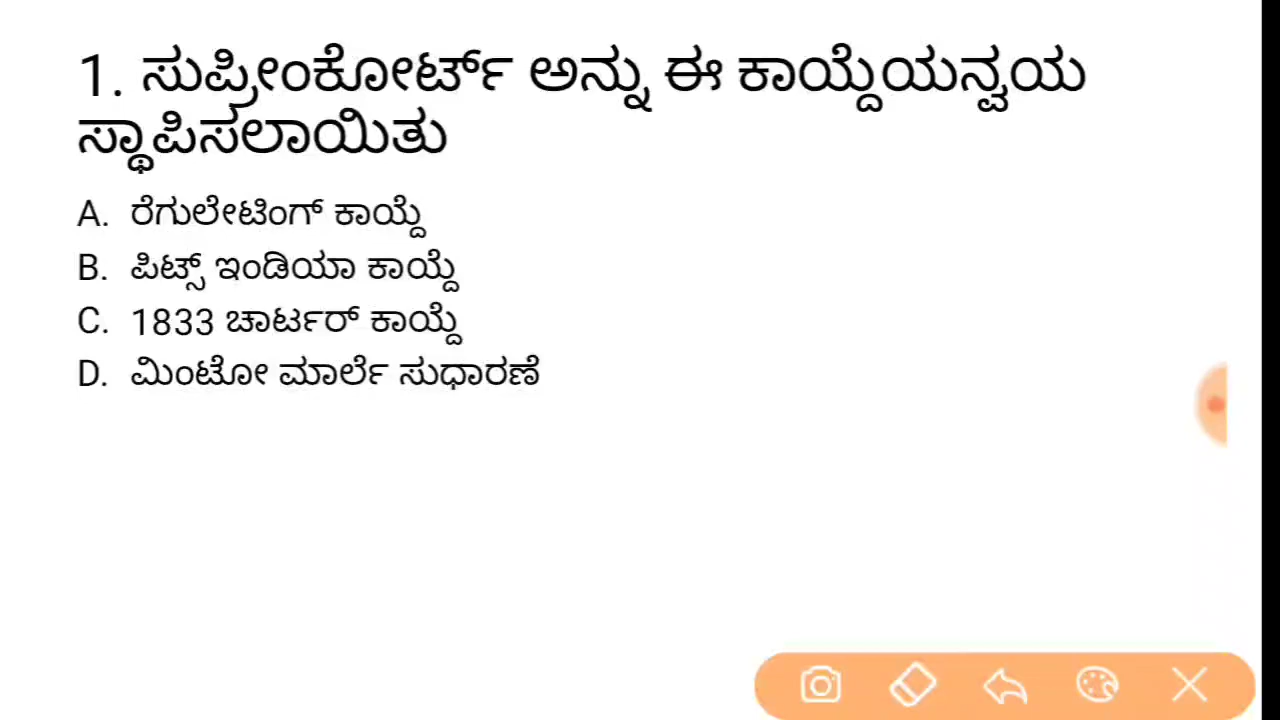 1. ಸುಪ್ರೀಂಕೋರ್ಟ್ ಅನ್ನು ಈ ಕಾಯ್ದೆಯನ್ವಯ
ಸ್ಥಾಪಿಸಲಾಯಿತು
A. ರೆಗುಲೇಟಿಂಗ್ ಕಾಯ್ದೆ
B. ಪಿಟ್ಸ್ ಇಂಡಿಯಾ ಕಾಯ್ದೆ
C. 1833 ಚಾರ್ಟರ್ ಕಾಯ್ದೆ
D. ಮಿಂಟೋ ಮಾರ್ಲೆ ಸುಧಾರಣೆ